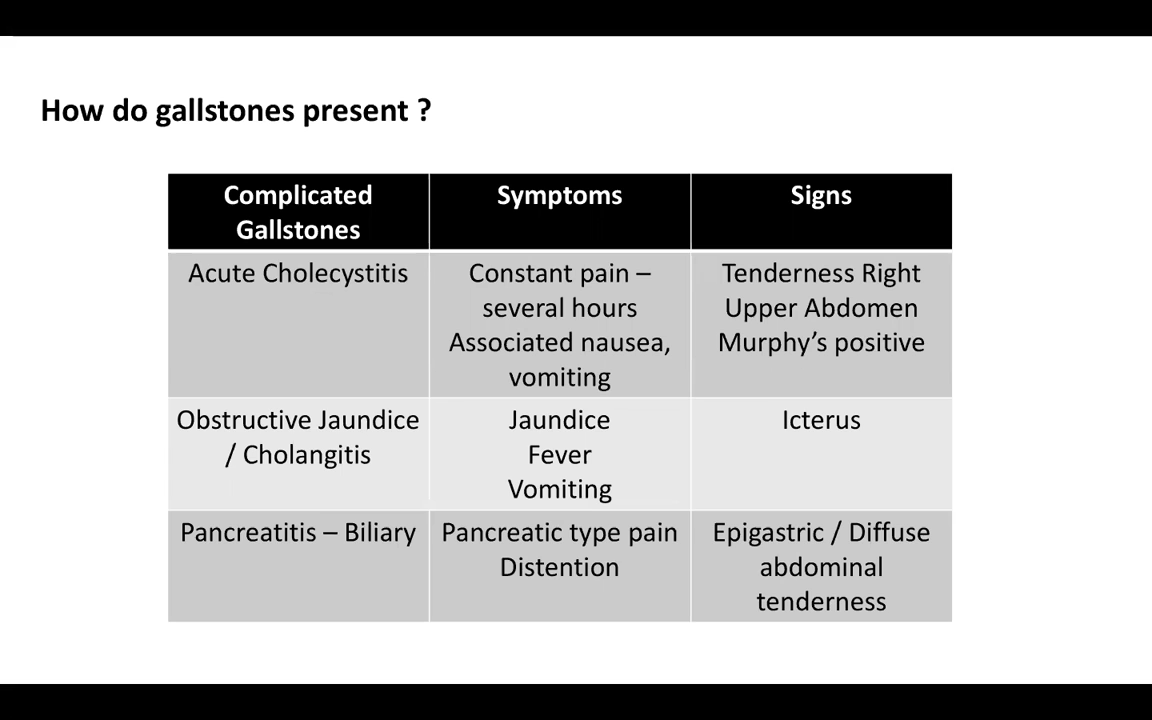 How do gallstones present ?
Complicated
Gallstones
Symptoms
Signs
Acute Cholecystitis
Constant pain –
several hours
Associated nausea,
vomiting
Tenderness Right
Upper Abdomen
Murphy’s positive
Obstructive Jaundice
/ Cholangitis
Jaundice
Fever
Vomiting
Icterus
Pancreatitis – Biliary
Pancreatic type pain
Distention
Epigastric / Diffuse
abdominal
tenderness